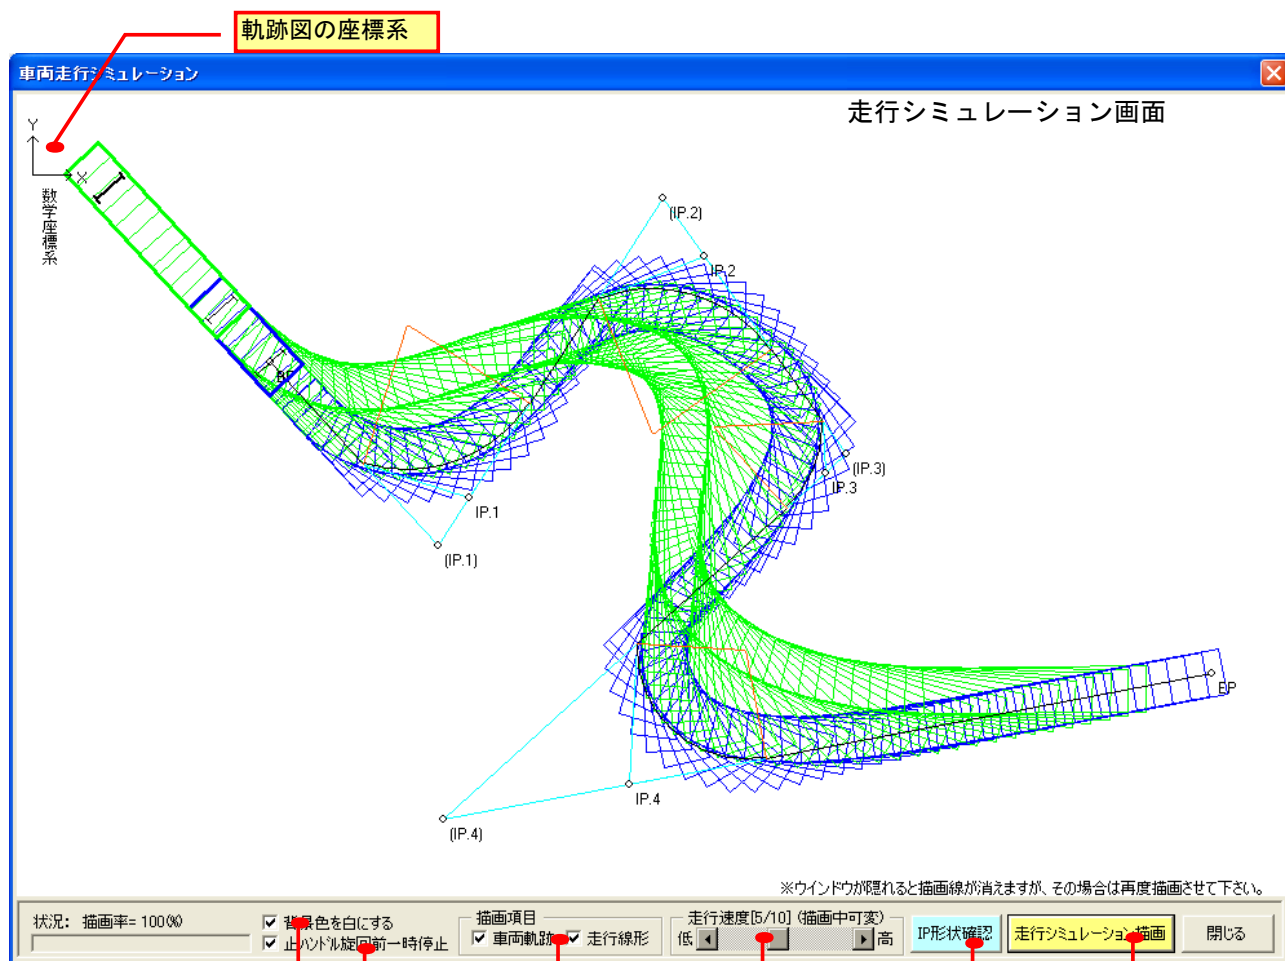 軌跡図の座標系
車両走行シミュレーション
走行シミュレーション画面
Y
X
数学座標系
(IP.2)
IP.2
BP
(IP.3)
IP.3
IP.1
(IP.1)
EP
IP.4
(IP.4)
※ウインドウが隠れると描画線が消えますが、その場合は再度描画させて下さい。
状況: 描画率= 100(%)
背景色を白にする
止ハンドル旋回前一時停止
描画項目
車両軌跡 走行線形
走行速度[5/10] (描画中可変)
低 高
IP形状確認
走行シミュレーション描画
閉じる